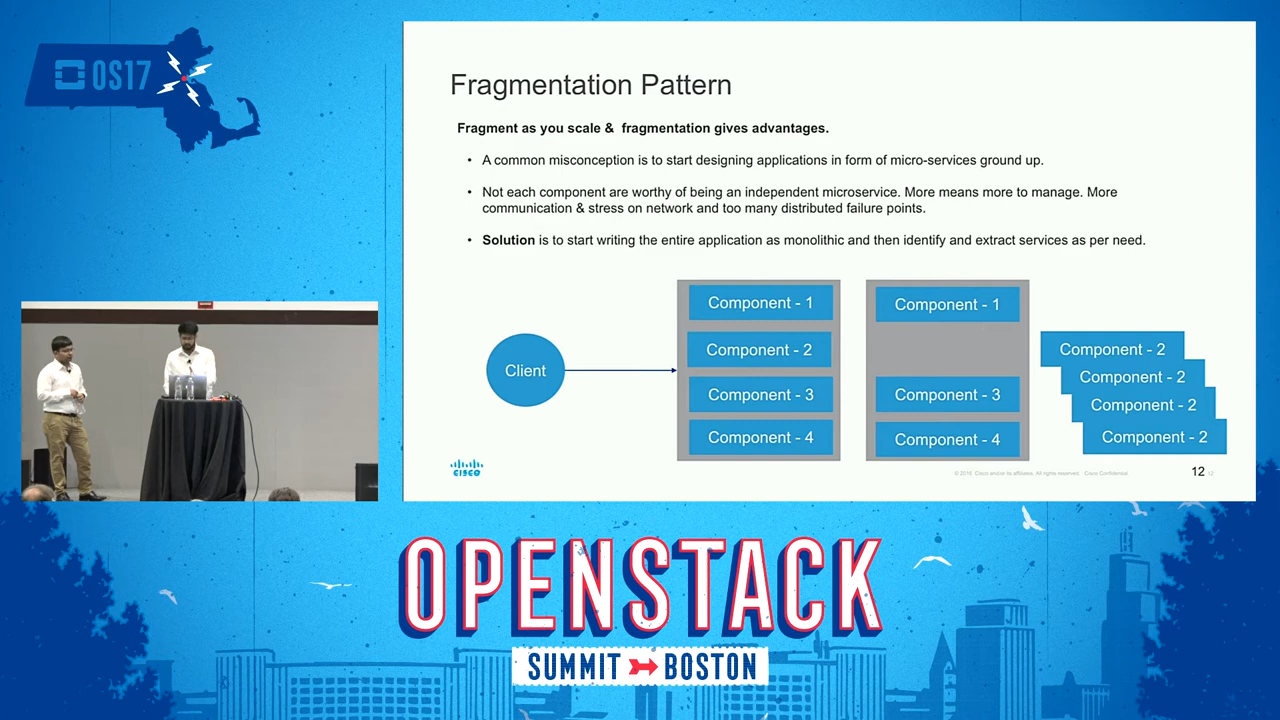 OS17
Fragmentation Pattern
Fragment as you scale & fragmentation gives advantages.
• A common misconception is to start designing applications in form of micro-services ground up.
• Not each component are worthy of being an independent microservice. More means more to manage. More
communication & stress on network and too many distributed failure points.
• Solution is to start writing the entire application as monolithic and then identify and extract services as per need.
Client
Component - 1
Component - 2
Component - 3
Component - 4
Component - 1
Component - 3
Component - 4
Component - 2
Component - 2
Component - 2
Component - 2
CISCO
© 2016 Cisco and/or its affiliates. All rights reserved. Cisco Confidential
12 12
OPENSTACK
SUMMIT BOSTON